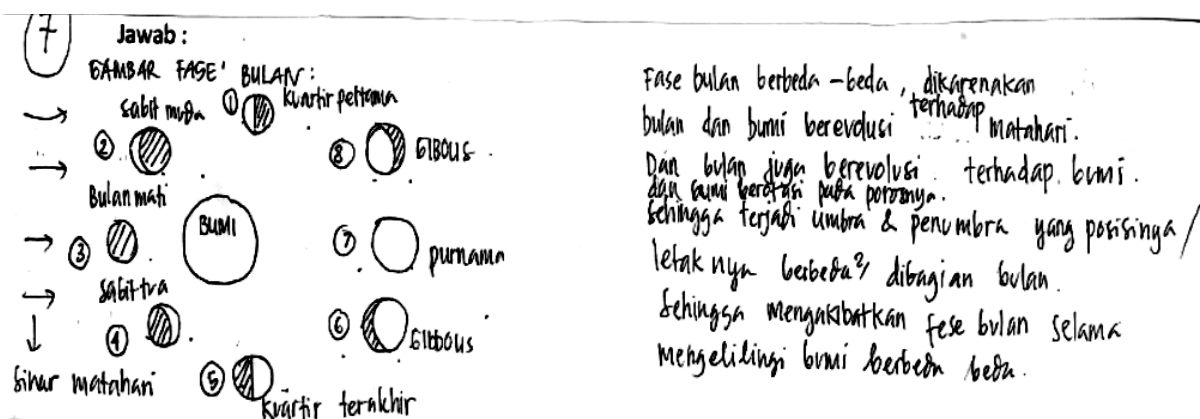 7
Jawab :
GAMBAR FASE' BULAN :
① kuartir pertama
sabit muda
②
⑧ GIBOUS
Bulan mati
③
BUMI
⑦ purnama
sabit tua
④
⑥ Gibbous
sinar matahari
⑤
kuartir terakhir
Fase bulan berbeda-beda, dikarenakan
bulan dan bumi berevolusi terhadap matahari.
Dan bulan juga berevolusi terhadap bumi.
dan bumi berotasi pada porosnya.
Sehingga terjadi umbra & penumbra yang posisinya /
letak nya berbeda² dibagian bulan.
Sehingga mengakibatkan fese bulan selama
mengelilingi bumi berbeda beda.